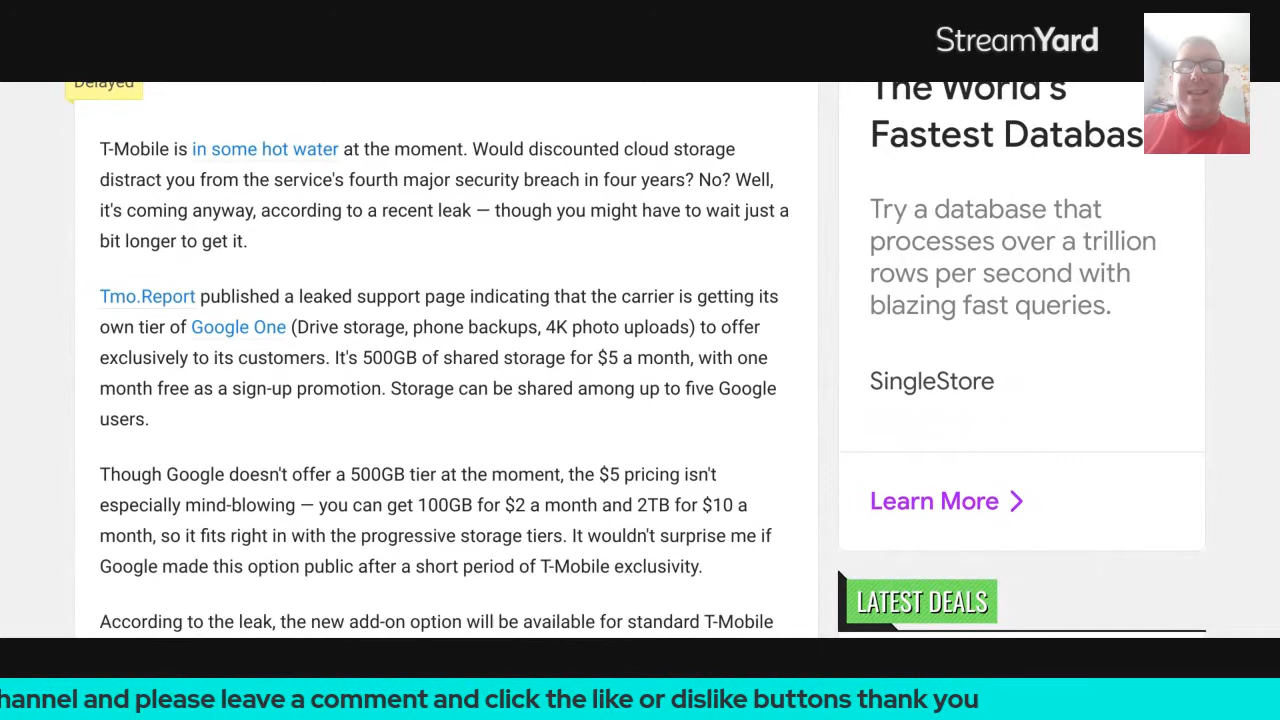 StreamYard
Delayed
T-Mobile is in some hot water at the moment. Would discounted cloud storage
distract you from the service's fourth major security breach in four years? No? Well,
it's coming anyway, according to a recent leak — though you might have to wait just a
bit longer to get it.
Tmo.Report published a leaked support page indicating that the carrier is getting its
own tier of Google One (Drive storage, phone backups, 4K photo uploads) to offer
exclusively to its customers. It's 500GB of shared storage for $5 a month, with one
month free as a sign-up promotion. Storage can be shared among up to five Google
users.
Though Google doesn't offer a 500GB tier at the moment, the $5 pricing isn't
especially mind-blowing — you can get 100GB for $2 a month and 2TB for $10 a
month, so it fits right in with the progressive storage tiers. It wouldn't surprise me if
Google made this option public after a short period of T-Mobile exclusivity.
According to the leak, the new add-on option will be available for standard T-Mobile
The World's
Fastest Databas
Try a database that
processes over a trillion
rows per second with
blazing fast queries.
SingleStore
Learn More
LATEST DEALS
hannel and please leave a comment and click the like or dislike buttons thank you